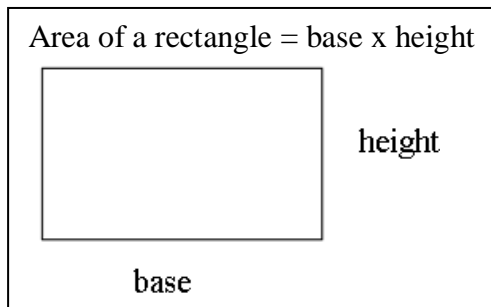 Area of a rectangle = base x height
height
base